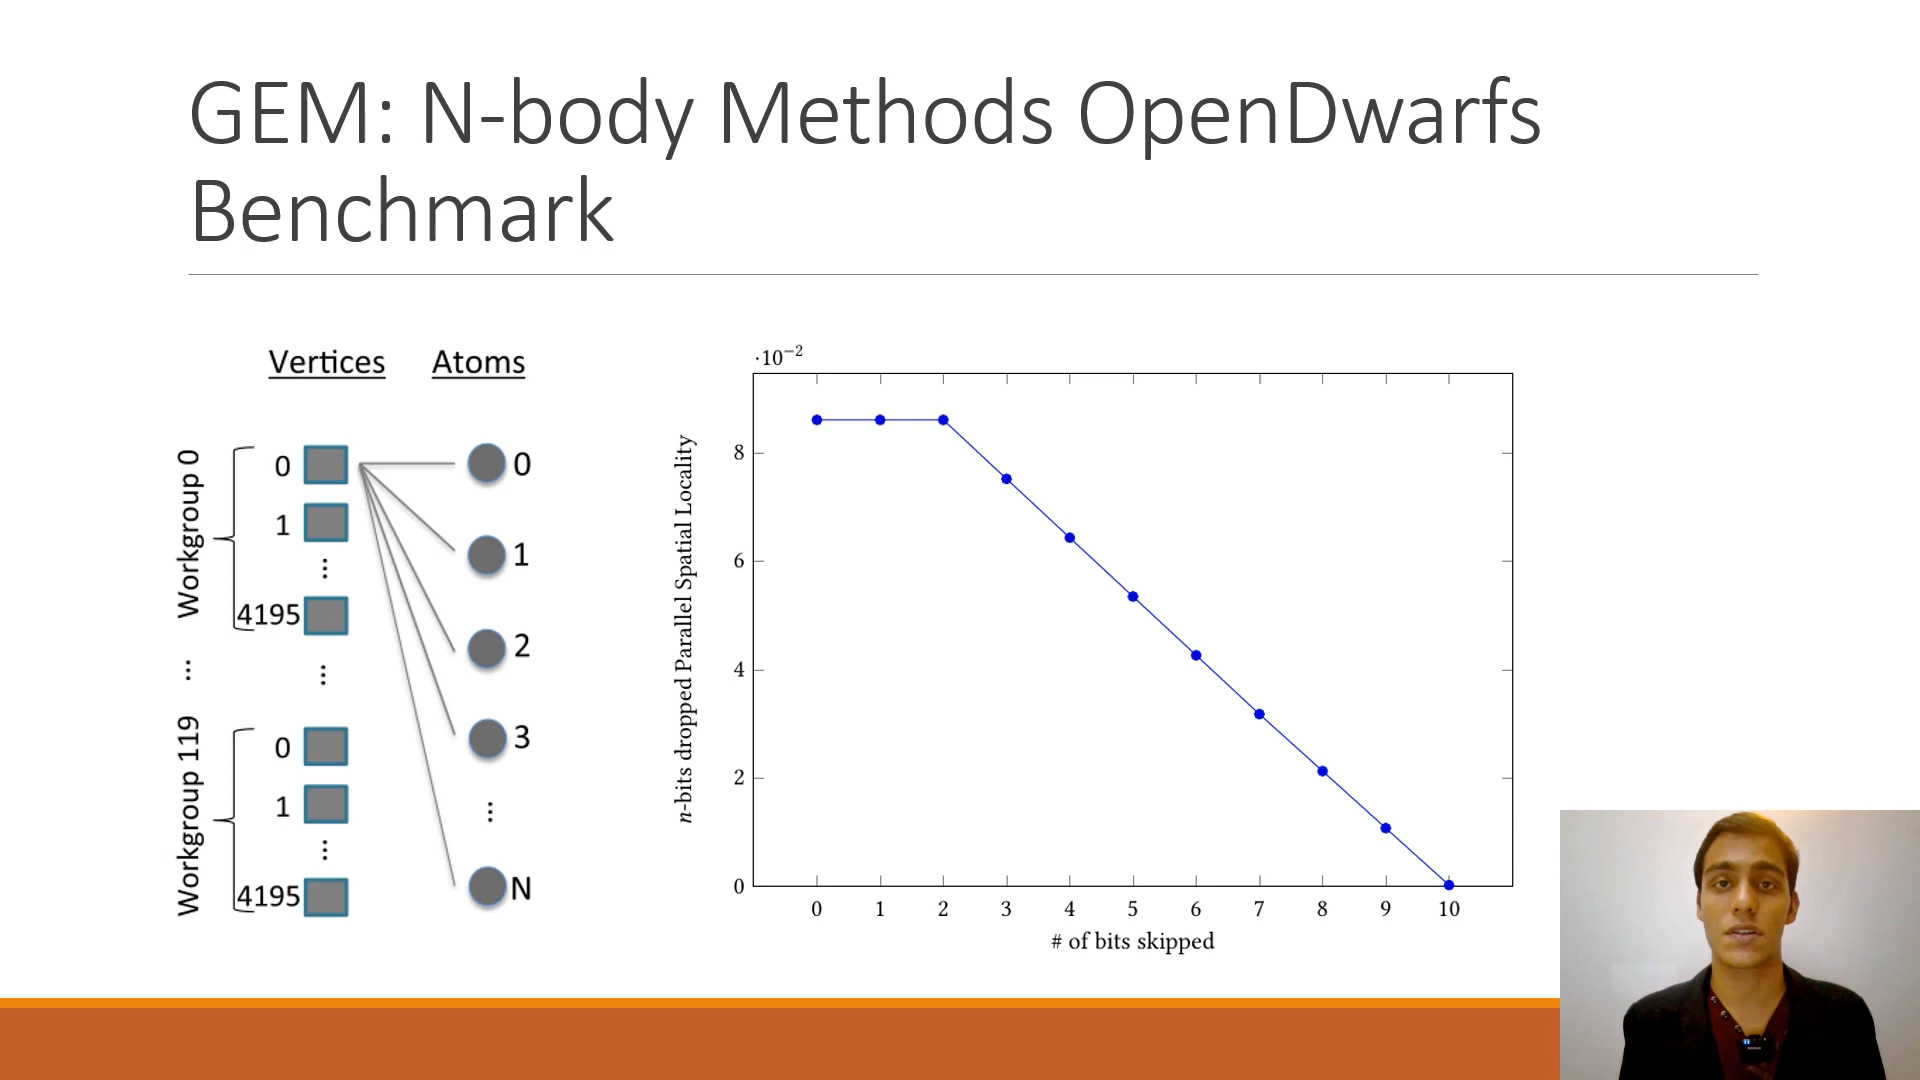 GEM: N-body Methods OpenDwarfs
Benchmark
Vertices Atoms
Workgroup 0
0
1
...
4195
...
...
Workgroup 119
0
1
...
4195
0
1
2
3
...
N
·10⁻²
n-bits dropped Parallel Spatial Locality
8
6
4
2
0
0 1 2 3 4 5 6 7 8 9 10
# of bits skipped